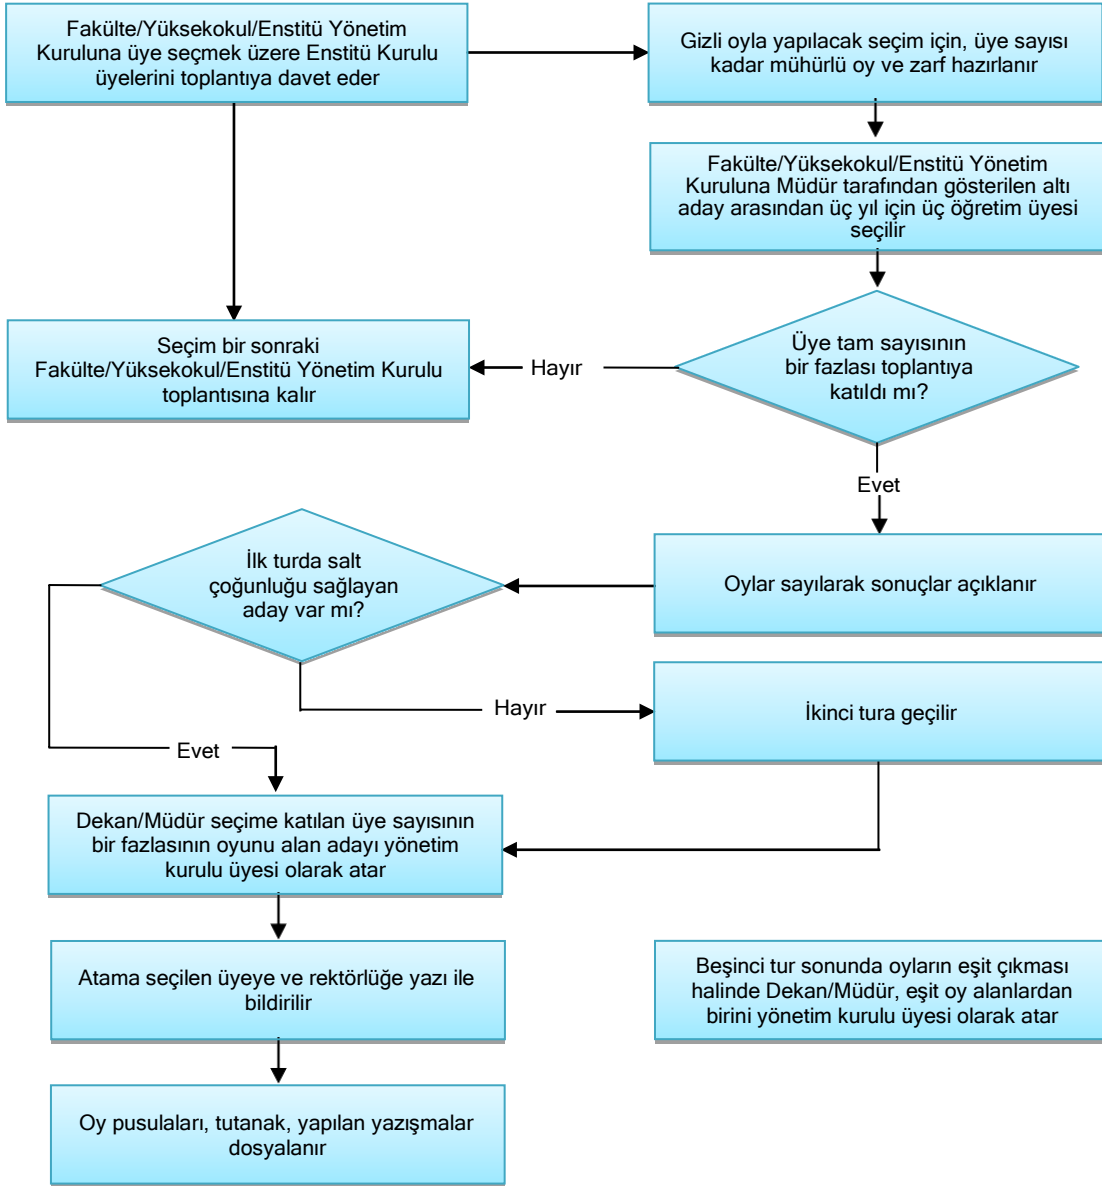 Fakülte/Yüksekokul/Enstitü Yönetim
Kuruluna üye seçmek üzere Enstitü Kurulu
üyelerini toplantıya davet eder
Gizli oyla yapılacak seçim için, üye sayısı
kadar mühürlü oy ve zarf hazırlanır
Fakülte/Yüksekokul/Enstitü Yönetim
Kuruluna Müdür tarafından gösterilen altı
aday arasından üç yıl için üç öğretim üyesi
seçilir
Seçim bir sonraki
Fakülte/Yüksekokul/Enstitü Yönetim Kurulu
toplantısına kalır
Hayır
Üye tam sayısının
bir fazlası toplantıya
katıldı mı?
Evet
İlk turda salt
çoğunluğu sağlayan
aday var mı?
Oylar sayılarak sonuçlar açıklanır
Hayır
İkinci tura geçilir
Evet
Dekan/Müdür seçime katılan üye sayısının
bir fazlasının oyunu alan adayı yönetim
kurulu üyesi olarak atar
Atama seçilen üyeye ve rektörlüğe yazı ile
bildirilir
Beşinci tur sonunda oyların eşit çıkması
halinde Dekan/Müdür, eşit oy alanlardan
birini yönetim kurulu üyesi olarak atar
Oy pusulaları, tutanak, yapılan yazışmalar
dosyalanır